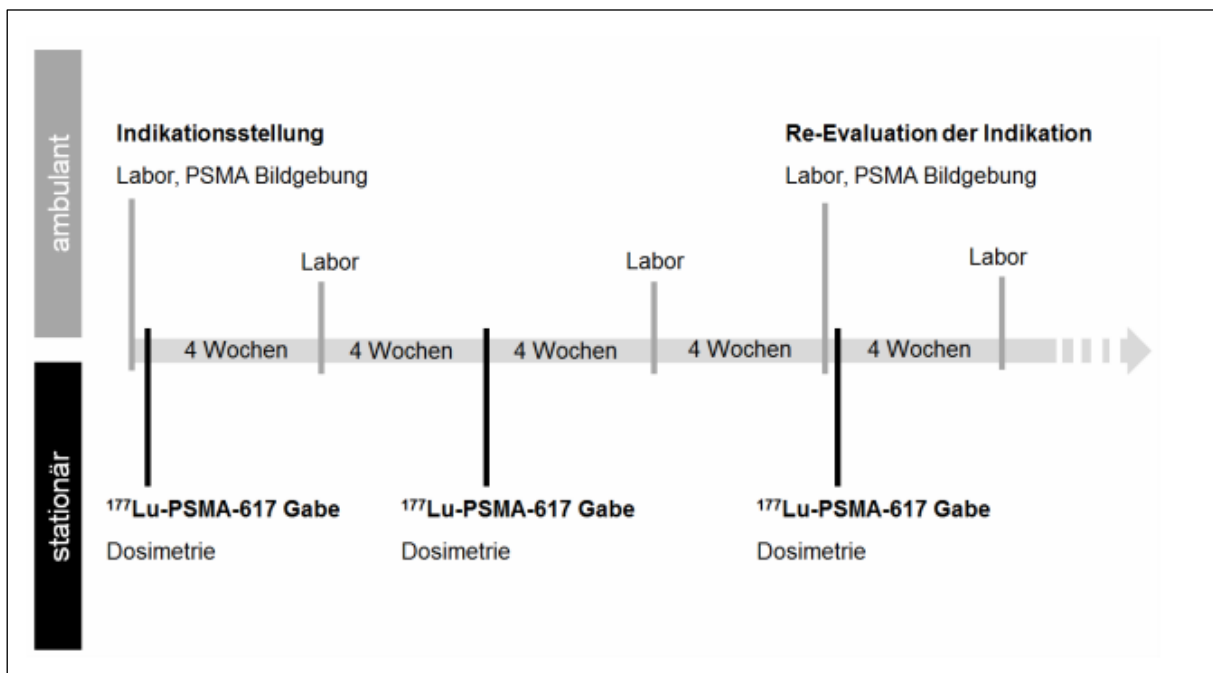 ambulant
Indikationsstellung
Labor, PSMA Bildgebung
Re-Evaluation der Indikation
Labor, PSMA Bildgebung
Labor
Labor
Labor
4 Wochen
4 Wochen
4 Wochen
4 Wochen
4 Wochen
stationär
¹⁷⁷Lu-PSMA-617 Gabe
Dosimetrie
¹⁷⁷Lu-PSMA-617 Gabe
Dosimetrie
¹⁷⁷Lu-PSMA-617 Gabe
Dosimetrie